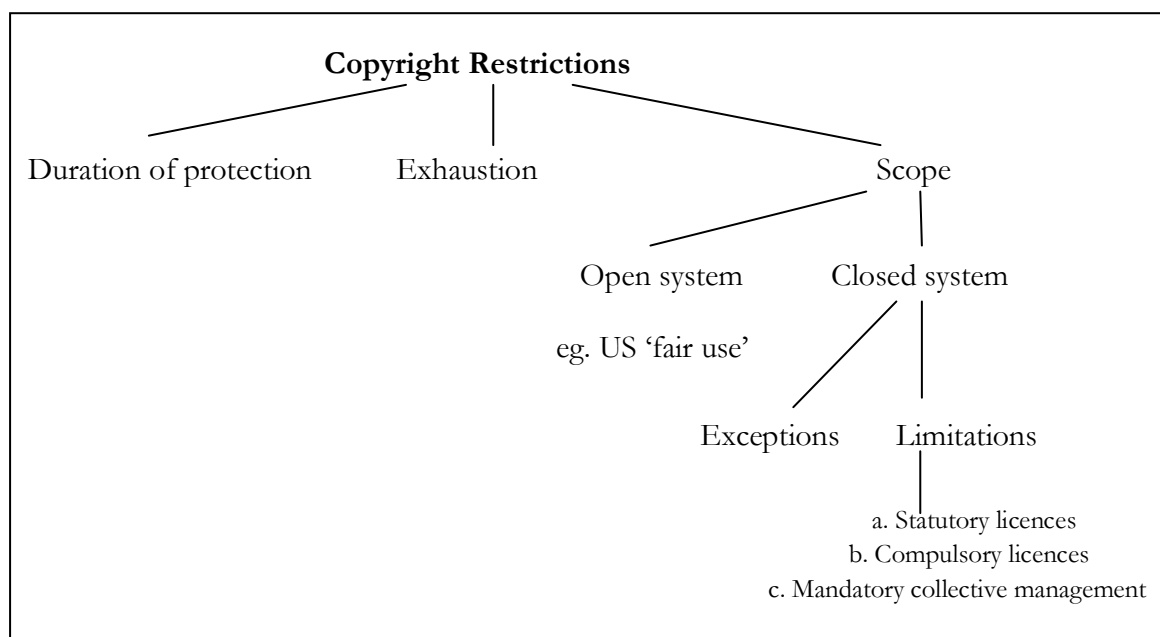 Copyright Restrictions
Duration of protection
Exhaustion
Scope
Open system
Closed system
eg. US ‘fair use’
Exceptions
Limitations
a. Statutory licences
b. Compulsory licences
c. Mandatory collective management